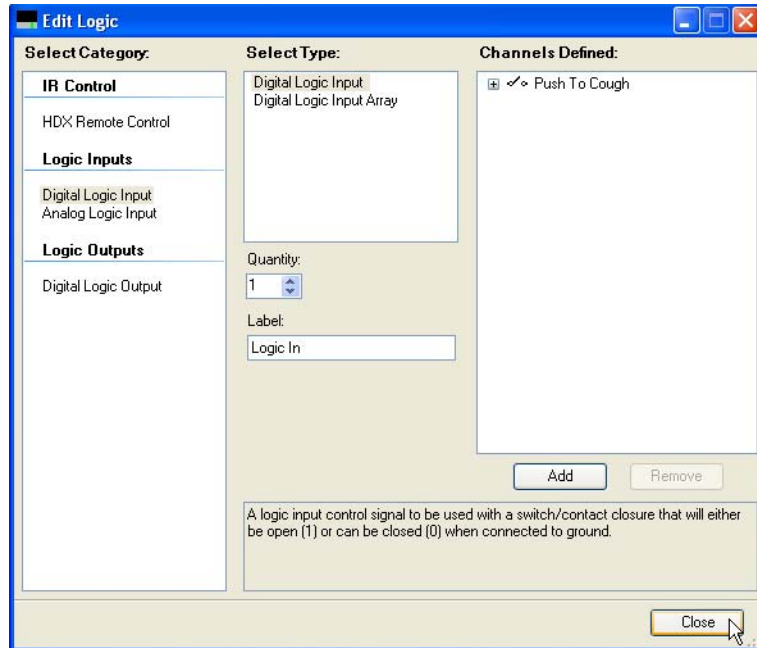 Edit Logic
Select Category:
IR Control
HDX Remote Control
Logic Inputs
Digital Logic Input
Analog Logic Input
Logic Outputs
Digital Logic Output
Select Type:
Digital Logic Input
Digital Logic Input Array
Quantity:
1
Label:
Logic In
Channels Defined:
Push To Cough
Add
Remove
A logic input control signal to be used with a switch/contact closure that will either
be open (1) or can be closed (0) when connected to ground.
Close